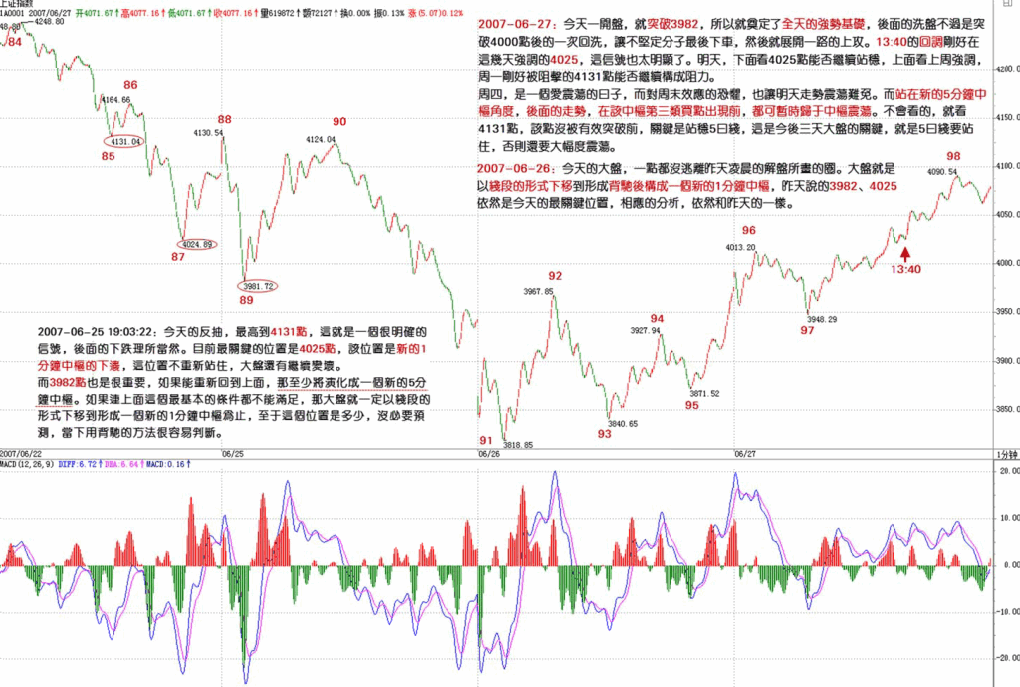 上证指数
1A0001 2007/06/27 开4071.67↑高4077.16↑低4071.67↑收4077.16↑量619872↑额72127↑换0.00% 振0.13% 涨(5.07)0.12%
4248.80
84
86
4164.66
4131.04
85
88
4130.54
90
4124.04
4024.89
87
3981.72
89
2007-06-27：今天一開盤，就突破3982，所以就奠定了全天的強勢基礎，後面的洗盤不過是突
破4000點後的一次回洗，讓不堅定分子最後下車，然後就展開一路的上攻。13:40的回調剛好在
這幾天強調的4025，這信號也太明顯了。明天，下面看4025點能否繼續站穩，上面看上周強調，
周一剛好被阻擊的4131點能否繼續構成阻力。
周四，是一個愛震蕩的日子，而對周末效應的恐懼，也讓明天走勢震蕩難免。而站在新的5分鐘中
樞角度，後面的走勢，在該中樞第三類買點出現前，都可暫時歸于中樞震蕩。不會看的，就看
4131點，該點沒被有效突破前，關鍵是站穩5日綫，這是今後三天大盤的關鍵，就是5日綫要站
住，否則還要大幅度震蕩。
2007-06-26：今天的大盤，一點都沒逃離昨天凌晨的解盤所畫的圈。大盤就是
以綫段的形式下移到形成背馳後構成一個新的1分鐘中樞，昨天說的3982、4025
依然是今天的最關鍵位置，相應的分析，依然和昨天的一樣。
98
4090.54
96
4013.20
13:40
92
3967.85
94
3927.94
3948.29
97
3871.52
95
3840.65
93
91
3818.85
2007-06-25 19:03:22：今天的反抽，最高到4131點，這就是一個很明確的
信號，後面的下跌理所當然。目前最關鍵的位置是4025點，該位置是新的1
分鐘中樞的下邊，這位置不重新站住，大盤還有繼續變壞。
而3982點也是很重要，如果能重新回到上面，那至少將演化成一個新的5分
鐘中樞。如果連上面這個最基本的條件都不能滿足，那大盤就一定以綫段的
形式下移到形成一個新的1分鐘中樞爲止，至于這個位置是多少，沒必要預
測，當下用背馳的方法很容易判斷。
4200.00
4150.00
4100.00
4050.00
4000.00
3950.00
3900.00
3850.00
2007/06/22
06/25
06/26
06/27
1分钟
MACD(12,26,9) DIFF:6.72↑DEA:6.64↑MACD:0.16↑
20.00
10.00
0.00
-10.00
-20.00